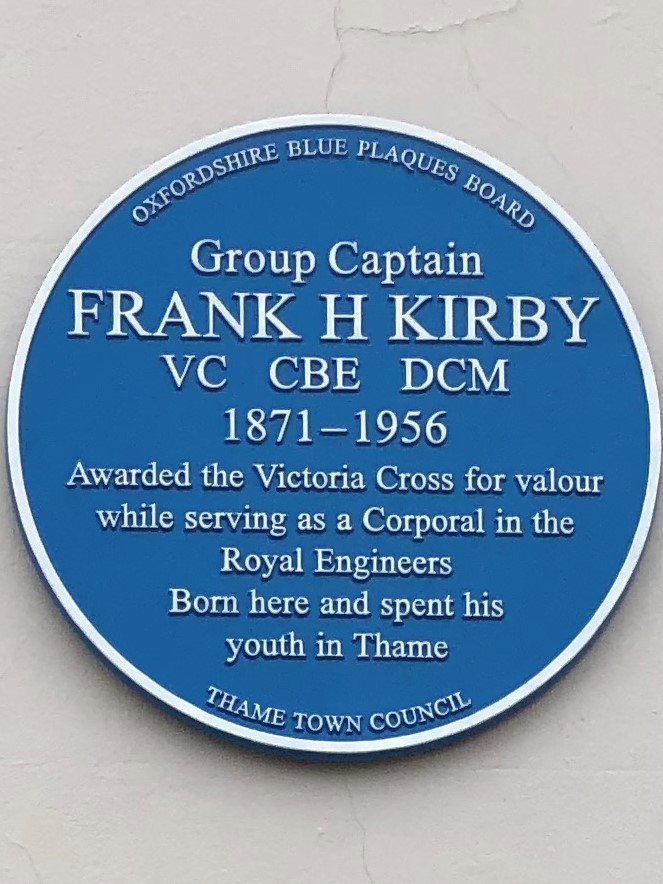 OXFORDSHIRE BLUE PLAQUES BOARD
Group Captain
FRANK H KIRBY
VC CBE DCM
1871–1956
Awarded the Victoria Cross for valour
while serving as a Corporal in the
Royal Engineers
Born here and spent his
youth in Thame
THAME TOWN COUNCIL